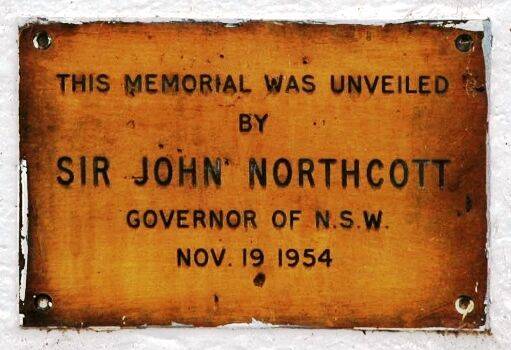 THIS MEMORIAL WAS UNVEILED
BY
SIR JOHN NORTHCOTT
GOVERNOR OF N.S.W.
NOV. 19 1954